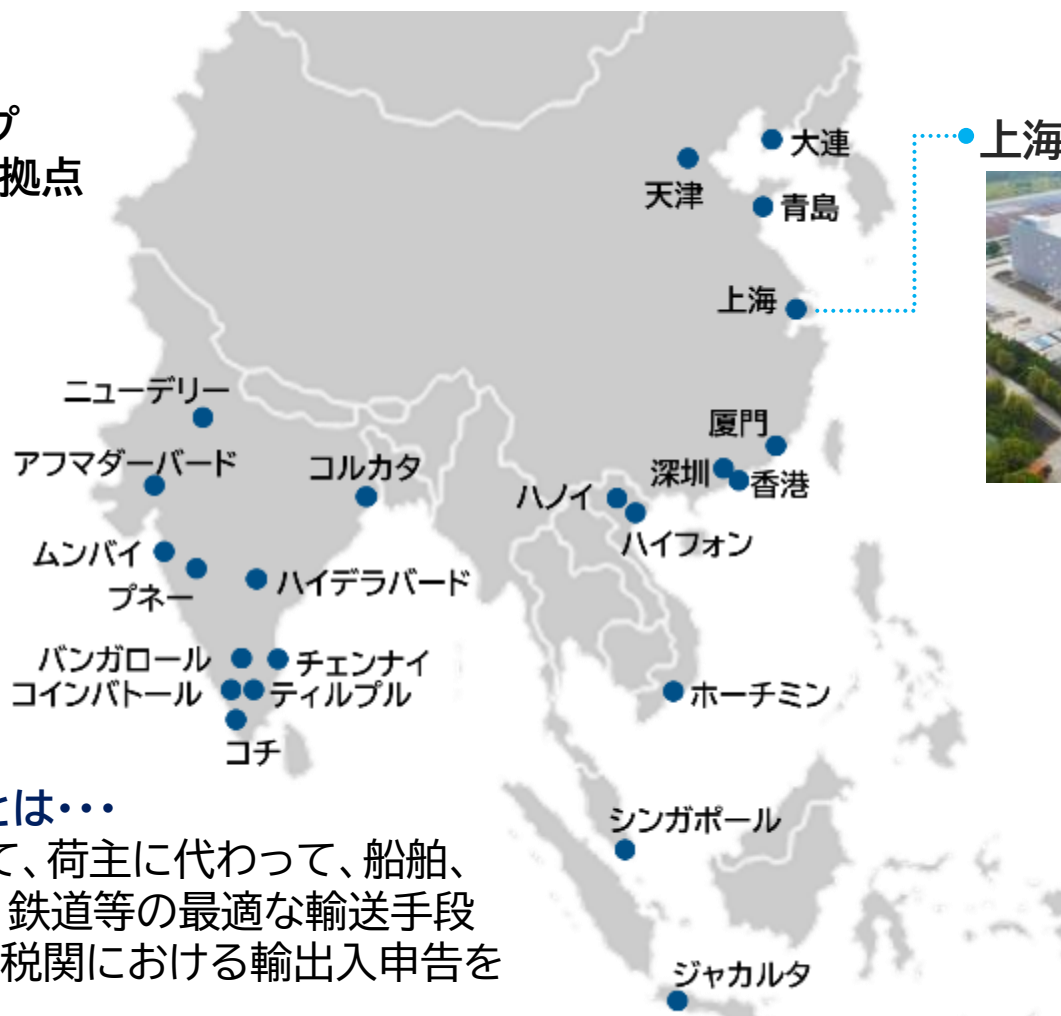 プ
拠点
大連
天津
青島
上海
上海
ニューデリー
アフマダーバード
コルカタ
厦門
深圳
香港
ハノイ
ハイフォン
ムンバイ
プネー
ハイデラバード
バンガロール
チェンナイ
コインバトール
ティルプル
コチ
ホーチミン
シンガポール
ジャカルタ
とは・・・
て、荷主に代わって、船舶、
鉄道等の最適な輸送手段
税関における輸出入申告を